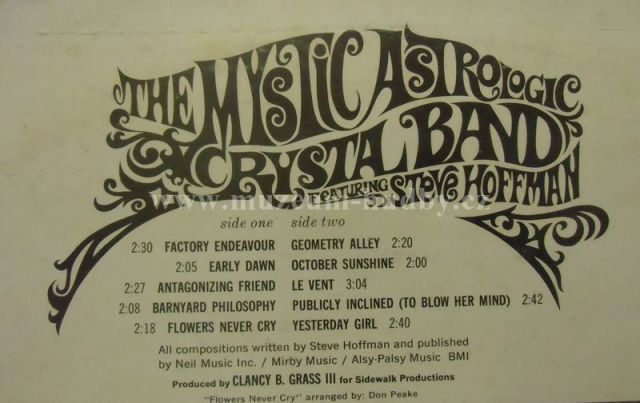 THE MYSTIC ASTROLOGIC
CRYSTAL BAND
FEATURING STEVE HOFFMAN
www.muzeum-hudby.cz
side one side two
2:30 FACTORY ENDEAVOUR GEOMETRY ALLEY 2:20
2:05 EARLY DAWN OCTOBER SUNSHINE 2:00
2:27 ANTAGONIZING FRIEND LE VENT 3:04
2:08 BARNYARD PHILOSOPHY PUBLICLY INCLINED (TO BLOW HER MIND) 2:42
2:18 FLOWERS NEVER CRY YESTERDAY GIRL 2:40
All compositions written by Steve Hoffman and published
by Neil Music Inc. / Mirby Music / Alsy-Palsy Music BMI
Produced by CLANCY B. GRASS III for Sidewalk Productions
"Flowers Never Cry" arranged by: Don Peake